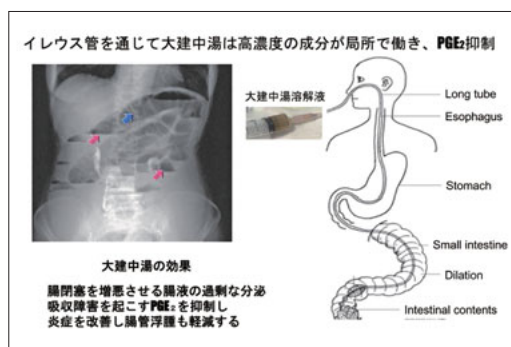 イレウス管を通じて大建中湯は高濃度の成分が局所で働き、PGE₂抑制
大建中湯溶解液
Long tube
Esophagus
Stomach
Small intestine
Dilation
Intestinal contents
大建中湯の効果
腸閉塞を増悪させる腸液の過剰な分泌
吸収障害を起こすPGE₂を抑制し
炎症を改善し腸管浮腫も軽減する